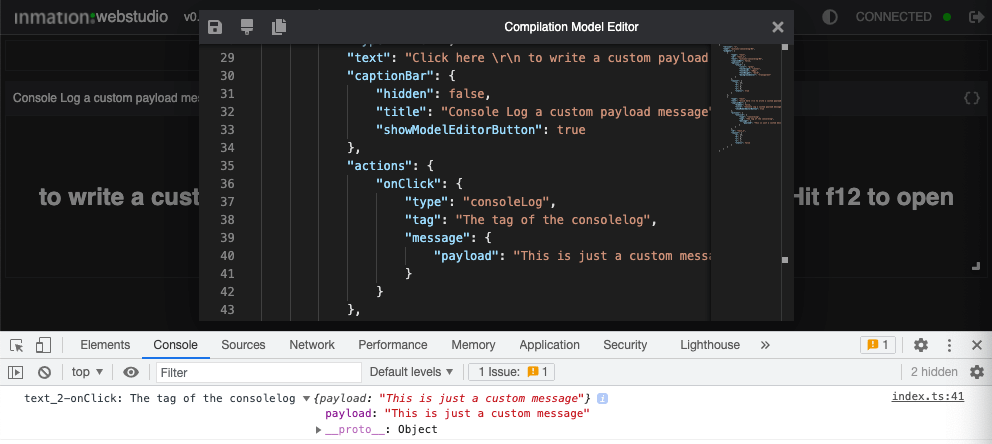 inmation:webstudio v0.
Compilation Model Editor
CONNECTED
29 "text": "Click here \r\n to write a custom payload
30 "captionBar": {
31 "hidden": false,
32 "title": "Console Log a custom payload message"
33 "showModelEditorButton": true
34 },
35 "actions": {
36 "onClick": {
37 "type": "consoleLog",
38 "tag": "The tag of the consolelog",
39 "message": {
40 "payload": "This is just a custom messa
41 }
42 }
43 },
Console Log a custom payload mes
{}
to write a cust
Hit f12 to open
Elements Console Sources Network Performance Memory Application Security Lighthouse » 1
top Filter Default levels 1 Issue: 1 2 hidden
text_2-onClick: The tag of the consolelog {payload: "This is just a custom message"} i index.ts:41
payload: "This is just a custom message"
__proto__: Object